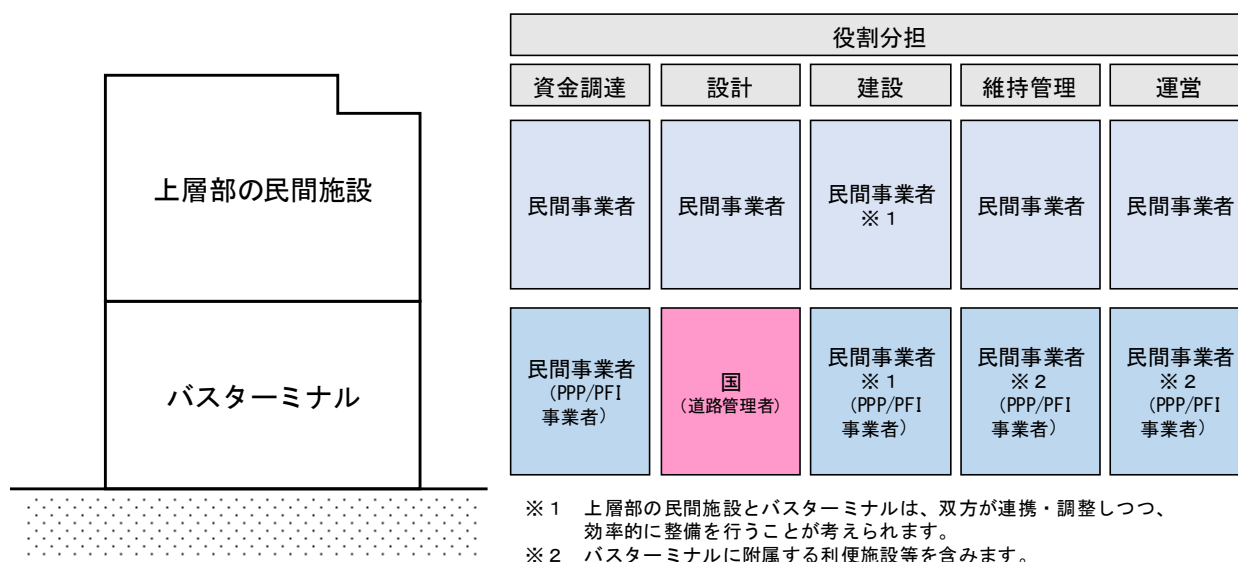 役割分担
資金調達
設計
建設
維持管理
運営
上層部の民間施設
民間事業者
民間事業者
民間事業者
※１
民間事業者
民間事業者
バスターミナル
民間事業者
（PPP/PFI
事業者）
国
（道路管理者）
民間事業者
※１
（PPP/PFI
事業者）
民間事業者
※２
（PPP/PFI
事業者）
民間事業者
※２
（PPP/PFI
事業者）
※１　上層部の民間施設とバスターミナルは、双方が連携・調整しつつ、
効率的に整備を行うことが考えられます。
※２　バスターミナルに附属する利便施設等を含みます。